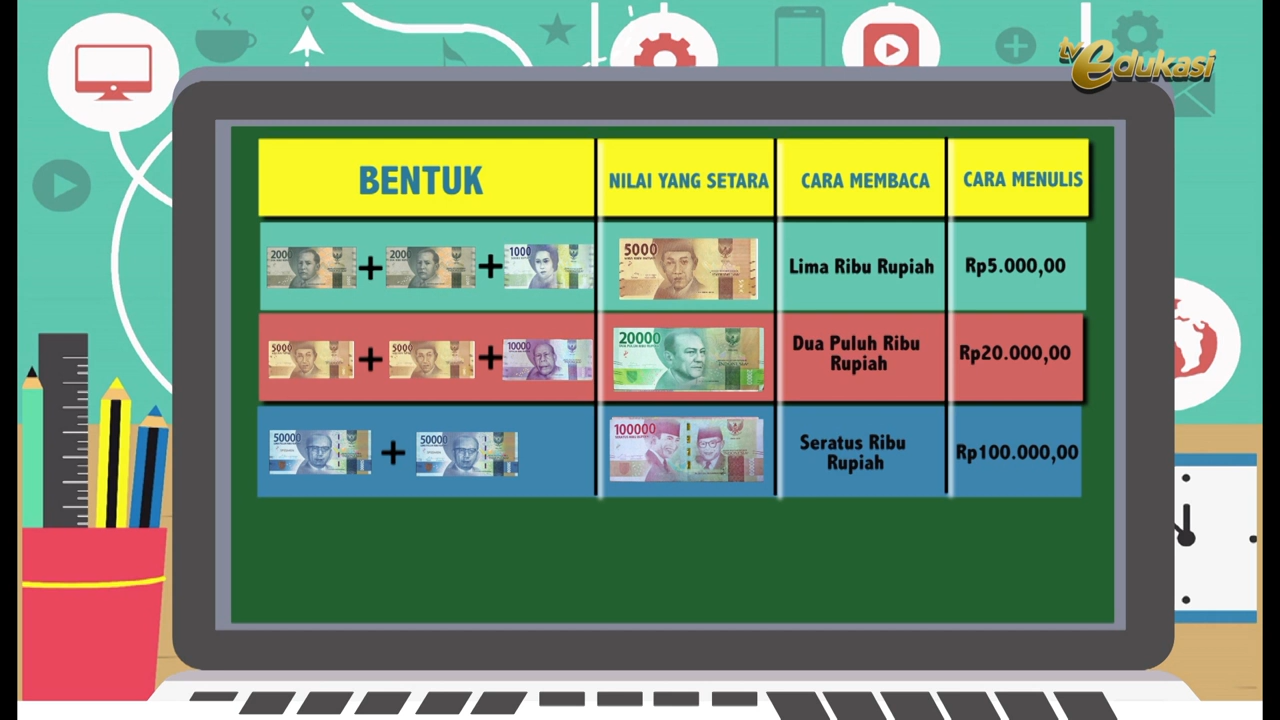 tv edukasi
BENTUK
NILAI YANG SETARA
CARA MEMBACA
CARA MENULIS
2000 + 2000 + 1000
5000
Lima Ribu Rupiah
Rp5.000,00
5000 + 5000 + 10000
20000
Dua Puluh Ribu
Rupiah
Rp20.000,00
50000 + 50000
100000
Seratus Ribu
Rupiah
Rp100.000,00